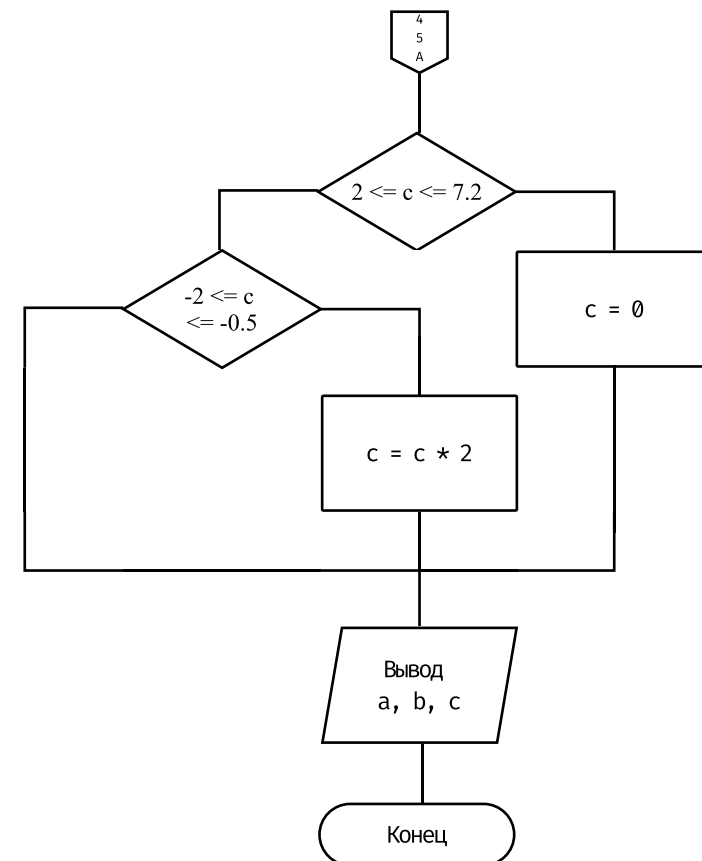 4
5
A
2 <= c <= 7.2
-2 <= c
<= -0.5
c = 0
c = c * 2
Вывод
a, b, c
Конец